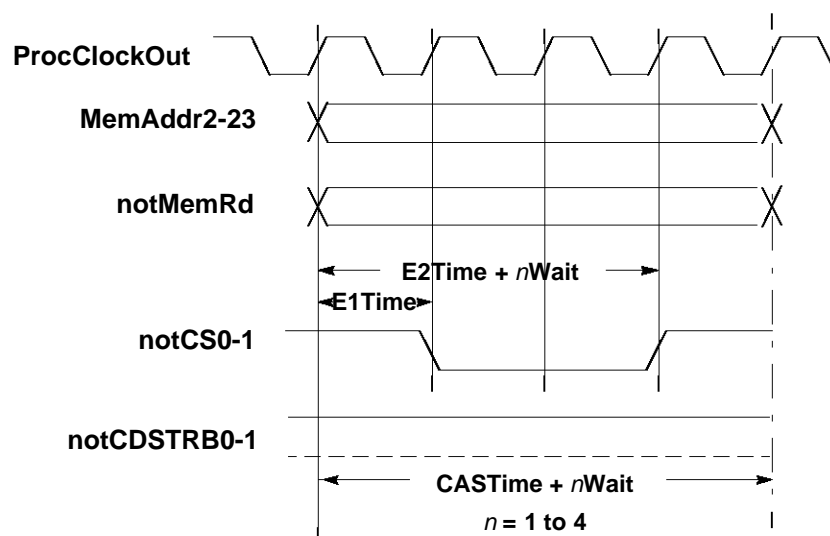 ProcClockOut
MemAddr2-23
notMemRd
E2Time + nWait
E1Time
notCS0-1
notCDSTRB0-1
CASTime + nWait
n = 1 to 4